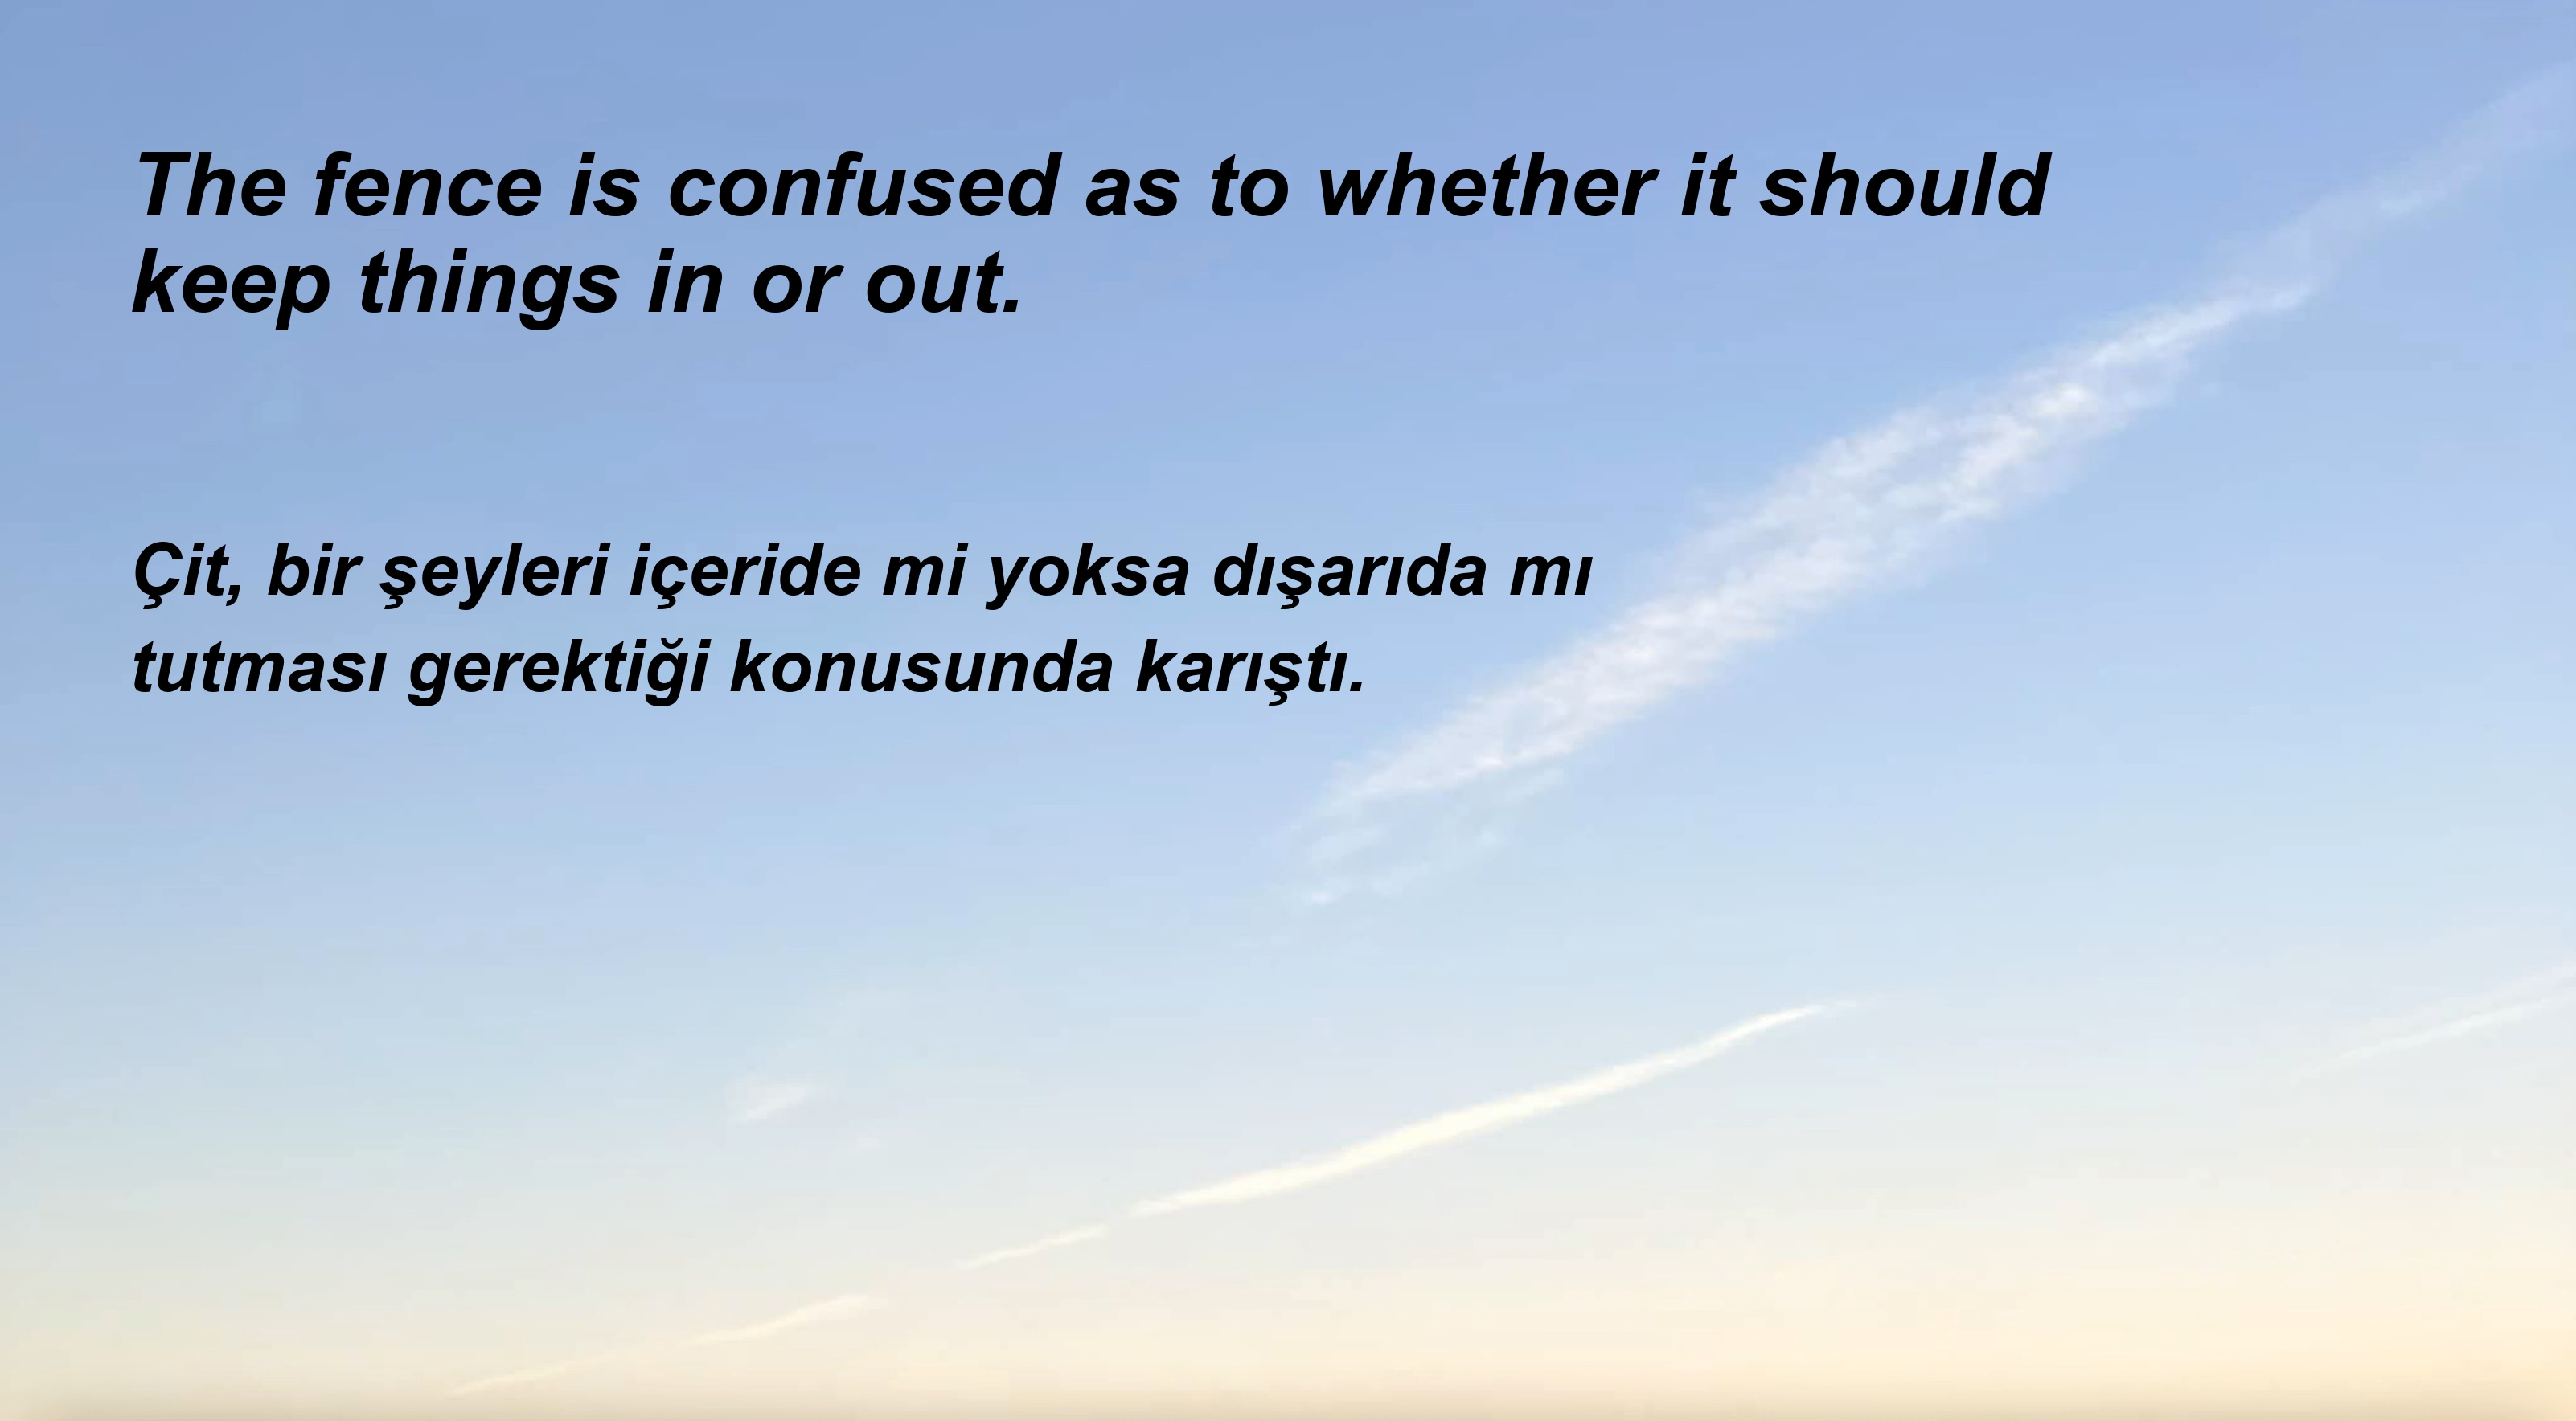 The fence is confused as to whether it should
keep things in or out.
Çit, bir şeyleri içeride mi yoksa dışarıda mı
tutması gerektiği konusunda karıştı.